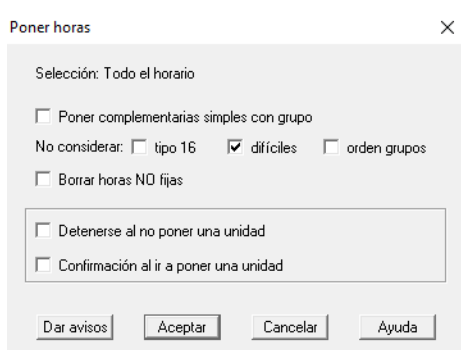 Poner horas
Selección: Todo el horario
Poner complementarias simples con grupo
No considerar: tipo 16 difíciles orden grupos
Borrar horas NO fijas
Detenerse al no poner una unidad
Confirmación al ir a poner una unidad
Dar avisos Aceptar Cancelar Ayuda